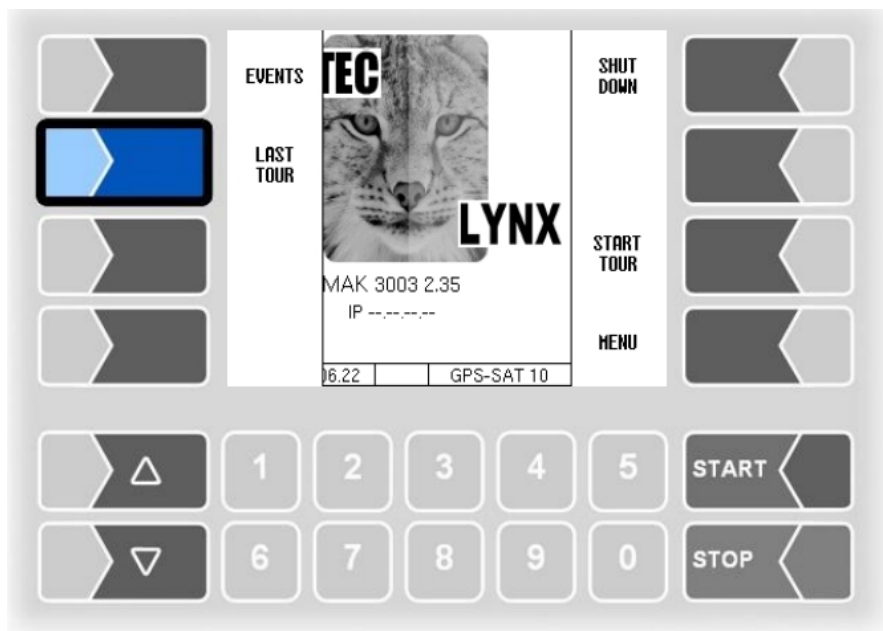 EVENTS
TEC
SHUT
DOWN
LAST
TOUR
LYNX
START
TOUR
MAK 3003 2.35
IP --.--.--.--
MENU
06.22
GPS-SAT 10
1
2
3
4
5
START
6
7
8
9
0
STOP